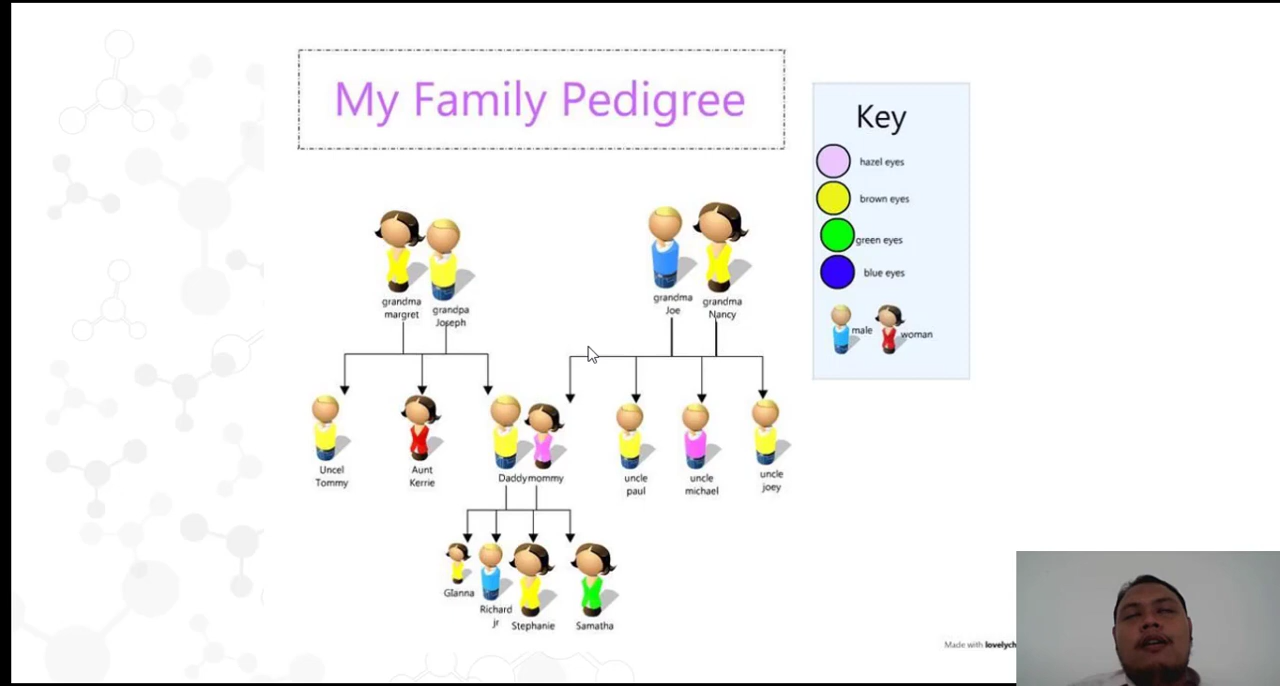 My Family Pedigree
Key
hazel eyes
brown eyes
green eyes
blue eyes
male
woman
grandma
margret
grandpa
Joseph
grandma
Joe
grandma
Nancy
Uncel
Tommy
Aunt
Kerrie
Daddy
mommy
uncle
paul
uncle
michael
uncle
joey
GIanna
Richard
jr
Stephanie
Samatha
Made with lovelych